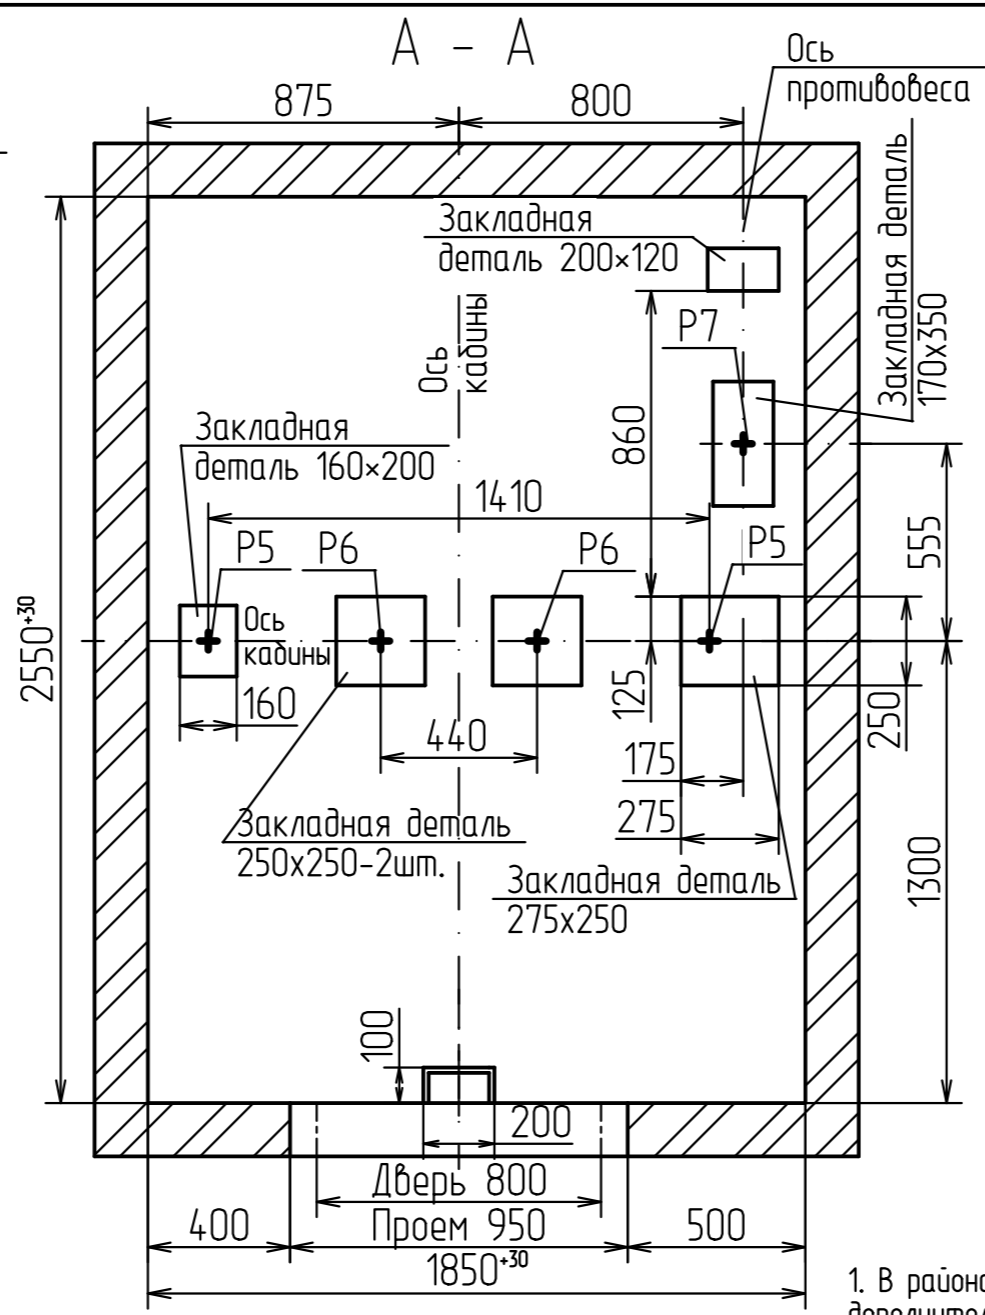 А - А
875
800
Ось
противовеса
Закладная
деталь 200×120
Закладная деталь
170х350
Ось
кабины
Р7
860
Закладная
деталь 160×200
1410
555
Р5
Р6
Р6
Р5
2550+30
Ось
кабины
160
440
125
250
175
275
Закладная деталь
250х250-2шт.
Закладная деталь
275х250
1300
100
200
Дверь 800
400
Проем 950
500
1850+30
1. В район